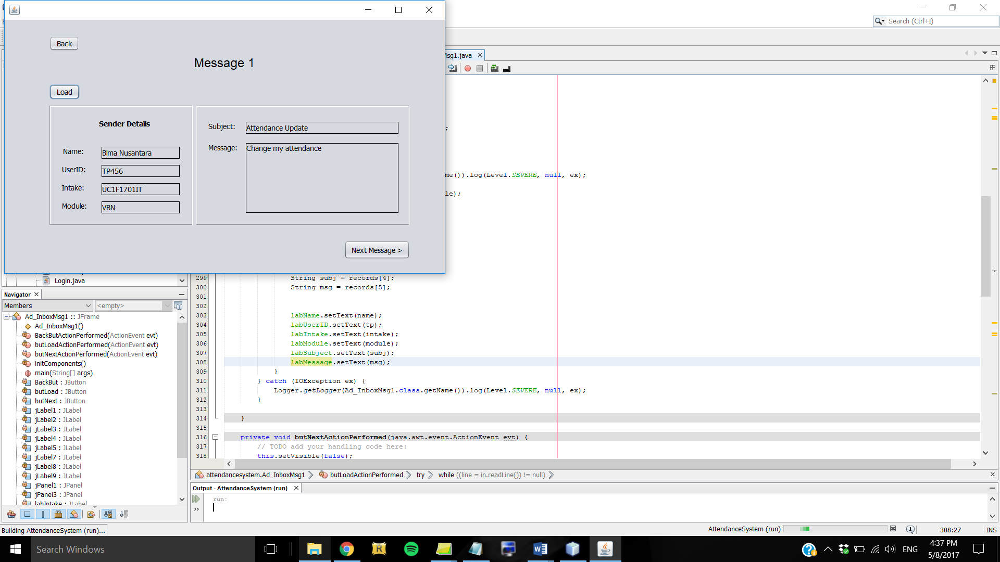 Search (Ctrl+I)
Back
Message 1
Load
Sender Details
Name: Bima Nusantara
UserID: TP456
Intake: UC1F1701IT
Module: VBN
Subject: Attendance Update
Message: Change my attendance
Next Message >
Msg1.java
;
me()).log(Level.SEVERE, null, ex);
le);
Login.java
Navigator
Members
<empty>
Ad_InboxMsg1 :: JFrame
Ad_InboxMsg1()
BackButActionPerformed(ActionEvent evt)
butLoadActionPerformed(ActionEvent evt)
butNextActionPerformed(ActionEvent evt)
initComponents()
main(String[] args)
BackBut : JButton
butLoad : JButton
butNext : JButton
jLabel1 : JLabel
jLabel2 : JLabel
jLabel3 : JLabel
jLabel4 : JLabel
jLabel5 : JLabel
jLabel7 : JLabel
jLabel8 : JLabel
jLabel9 : JLabel
jPanel1 : JPanel
jPanel3 : JPanel
labIntake : JLabel
299 String subj = records[4];
300 String msg = records[5];
301
302
303 labName.setText(name);
304 labUserID.setText(tp);
305 labIntake.setText(intake);
306 labModule.setText(module);
307 labSubject.setText(subj);
308 labMessage.setText(msg);
309 }
310 } catch (IOException ex) {
311 Logger.getLogger(Ad_InboxMsg1.class.getName()).log(Level.SEVERE, null, ex);
312 }
313
314 }
315
316 private void butNextActionPerformed(java.awt.event.ActionEvent evt) {
317 // TODO add your handling code here:
318 this.setVisible(false);
attendancesystem.Ad_InboxMsg1 butLoadActionPerformed try while ((line = in.readLine()) != null)
Output - AttendanceSystem (run)
run:
Building AttendanceSystem (run)...
AttendanceSystem (run)
1
308:27
INS
Search Windows
ENG
4:37 PM
5/8/2017